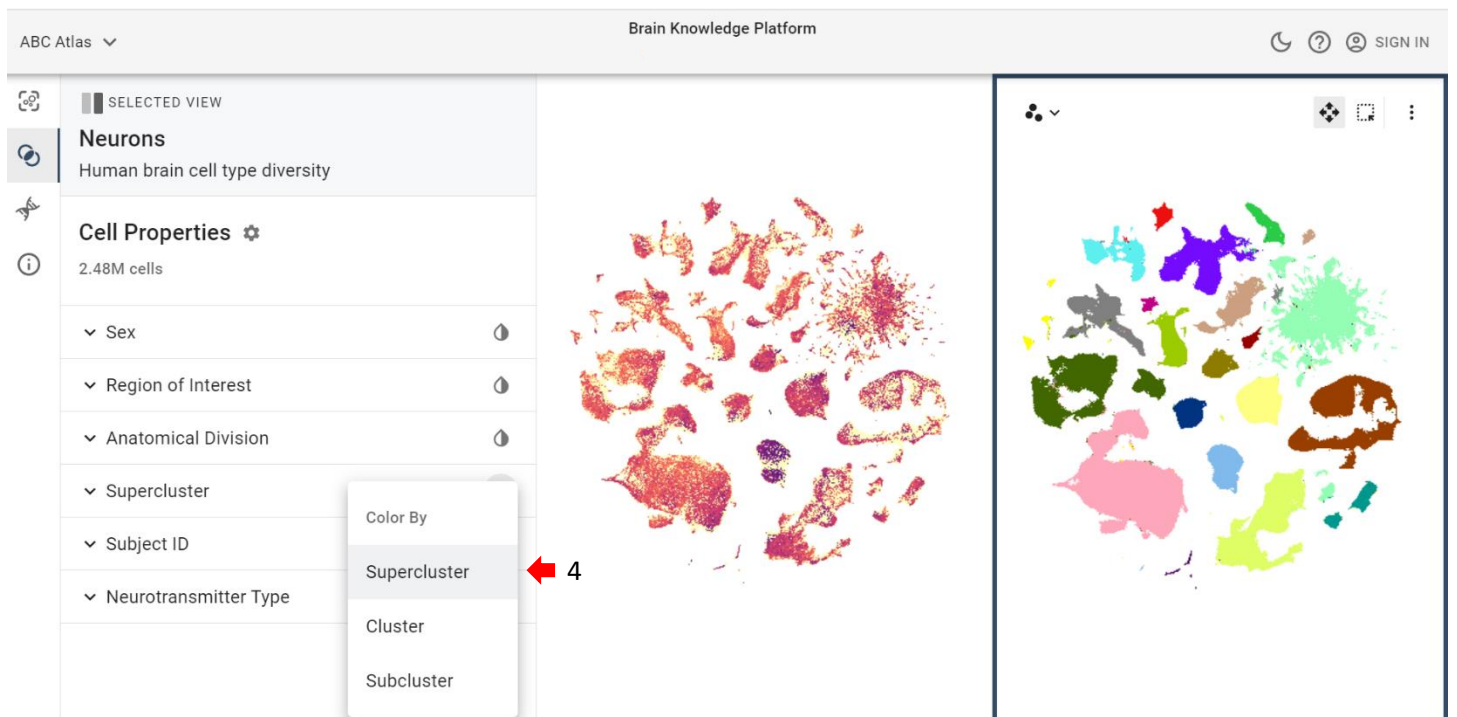 Brain Knowledge Platform
ABC Atlas
SIGN IN
SELECTED VIEW
Neurons
Human brain cell type diversity
Cell Properties
2.48M cells
Sex
Region of Interest
Anatomical Division
Supercluster
Subject ID
Neurotransmitter Type
Color By
Supercluster
4
Cluster
Subcluster